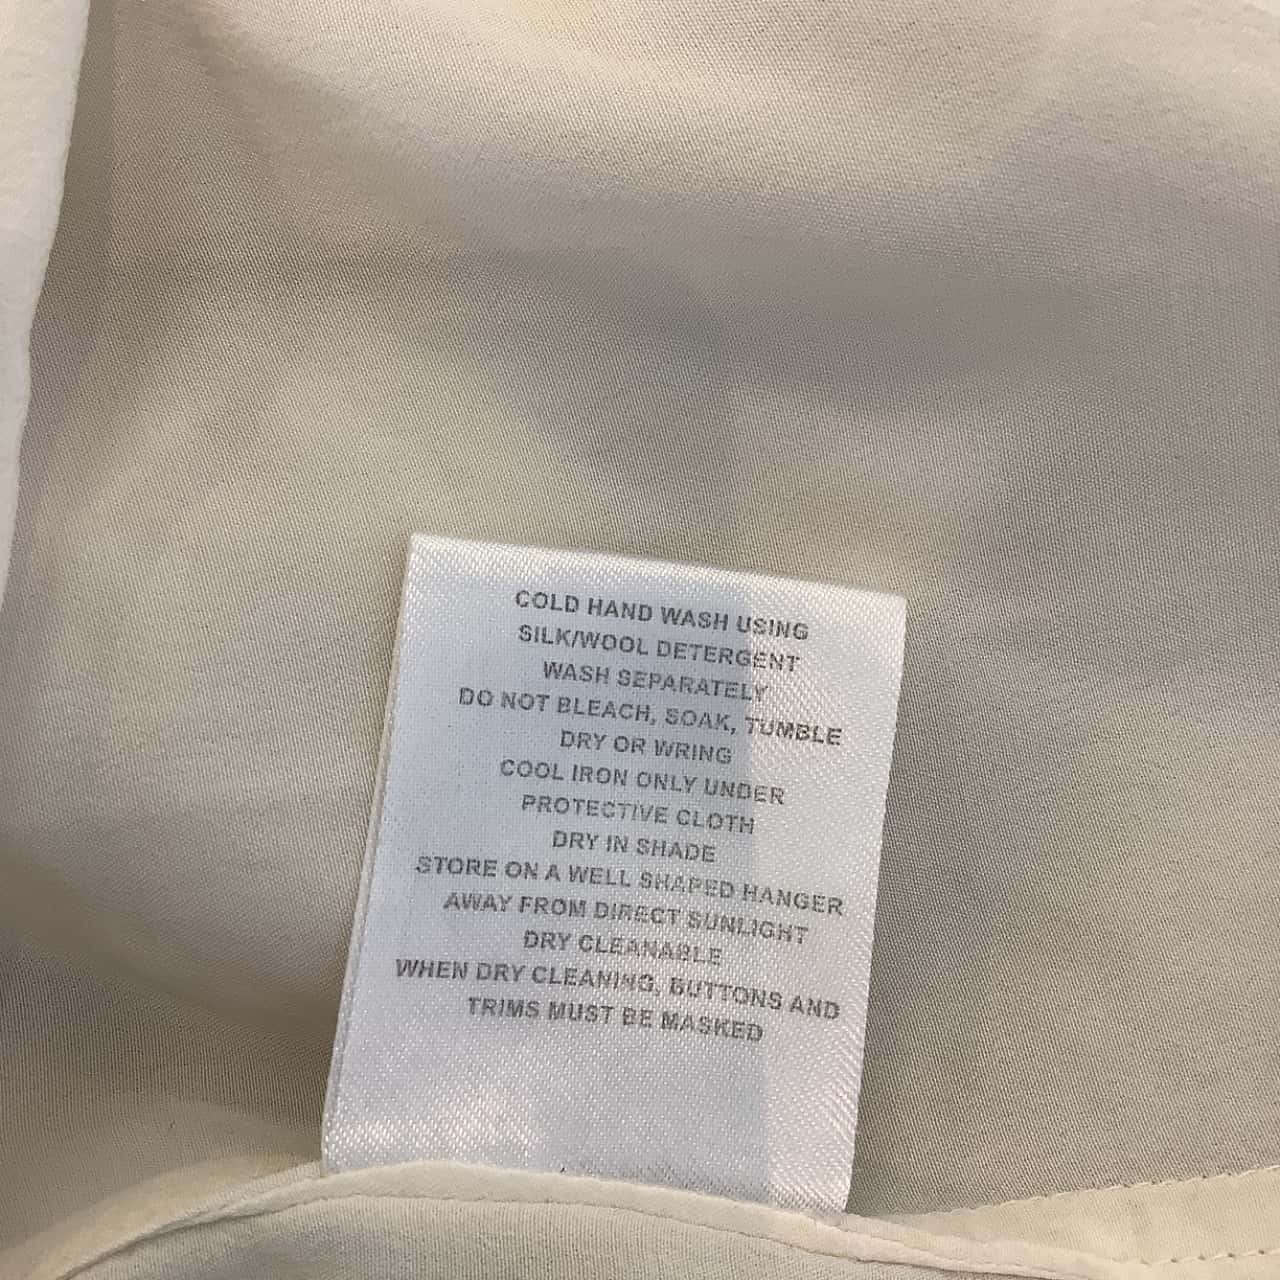 COLD HAND WASH USING
SILK/WOOL DETERGENT
WASH SEPARATELY
DO NOT BLEACH, SOAK, TUMBLE
DRY OR WRING
COOL IRON ONLY UNDER
PROTECTIVE CLOTH
DRY IN SHADE
STORE ON A WELL SHAPED HANGER
AWAY FROM DIRECT SUNLIGHT
DRY CLEANABLE
WHEN DRY CLEANING, BUTTONS AND
TRIMS MUST BE MASKED